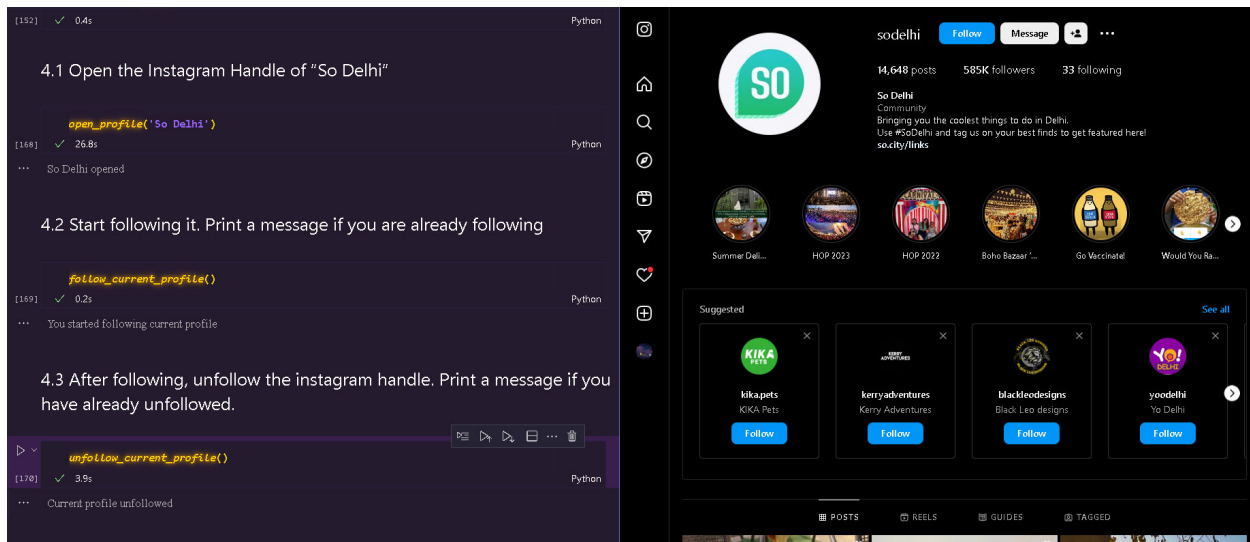 [152] 0.4s Python
4.1 Open the Instagram Handle of “So Delhi”
open_profile('So Delhi')
[168] 26.8s Python
So Delhi opened
4.2 Start following it. Print a message if you are already following
follow_current_profile()
[169] 0.2s Python
You started following current profile
4.3 After following, unfollow the instagram handle. Print a message if you
have already unfollowed.
unfollow_current_profile()
[170] 3.9s Python
Current profile unfollowed
SO
sodelhi Follow Message
14,648 posts 585K followers 33 following
So Delhi
Community
Bringing you the coolest things to do in Delhi.
Use #SoDelhi and tag us on your best finds to get featured here!
so.city/links
CARNIVAL
Summer Deli... HOP 2023 HOP 2022 Boho Bazaar '... Go Vaccinate! Would You Ra...
Suggested See all
KIKA
PETS
KERRY
ADVENTURES
YO!
DELHI
kika.pets kerryadventures blackleodesigns yoodelhi
KIKA Pets Kerry Adventures Black Leo designs Yo Delhi
Follow Follow Follow Follow
POSTS REELS GUIDES TAGGED